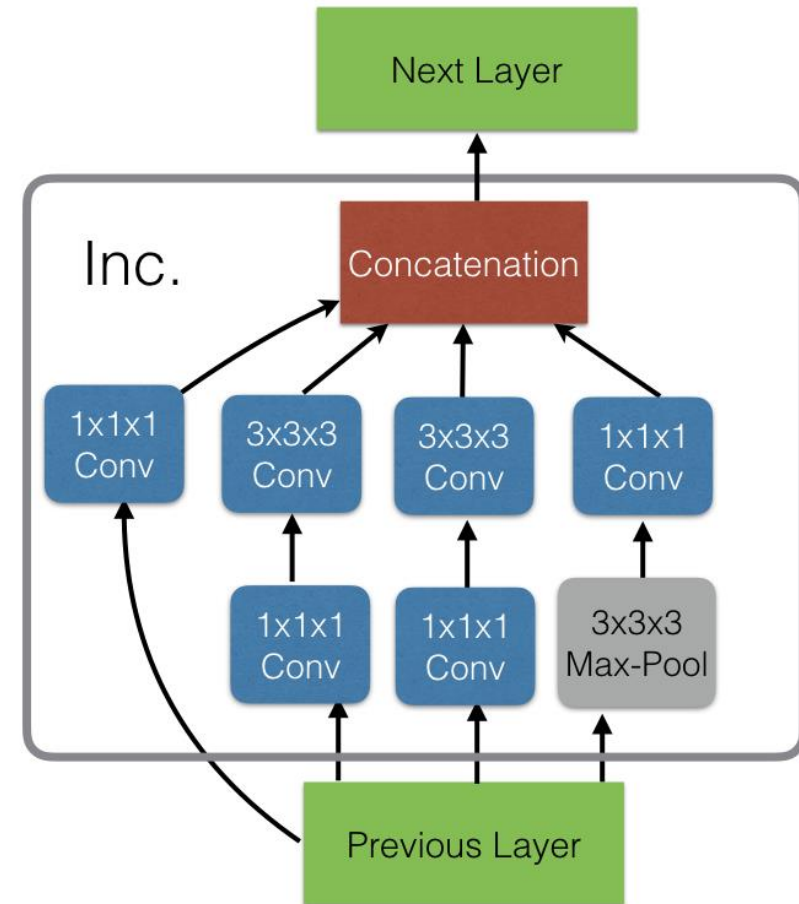 Next Layer
Inc.
Concatenation
1x1x1
Conv
3x3x3
Conv
3x3x3
Conv
1x1x1
Conv
1x1x1
Conv
1x1x1
Conv
3x3x3
Max-Pool
Previous Layer